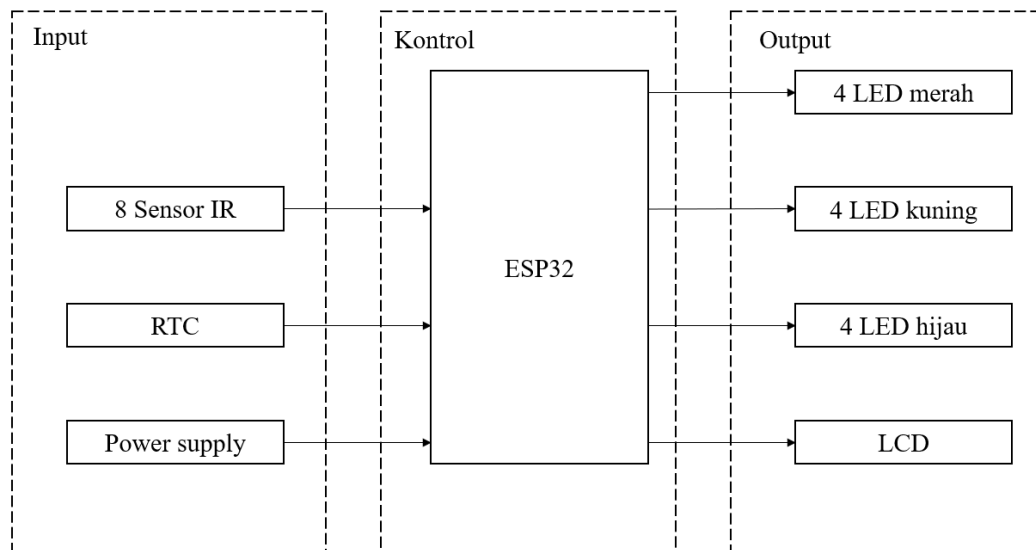 Input
8 Sensor IR
RTC
Power supply
Kontrol
ESP32
Output
4 LED merah
4 LED kuning
4 LED hijau
LCD